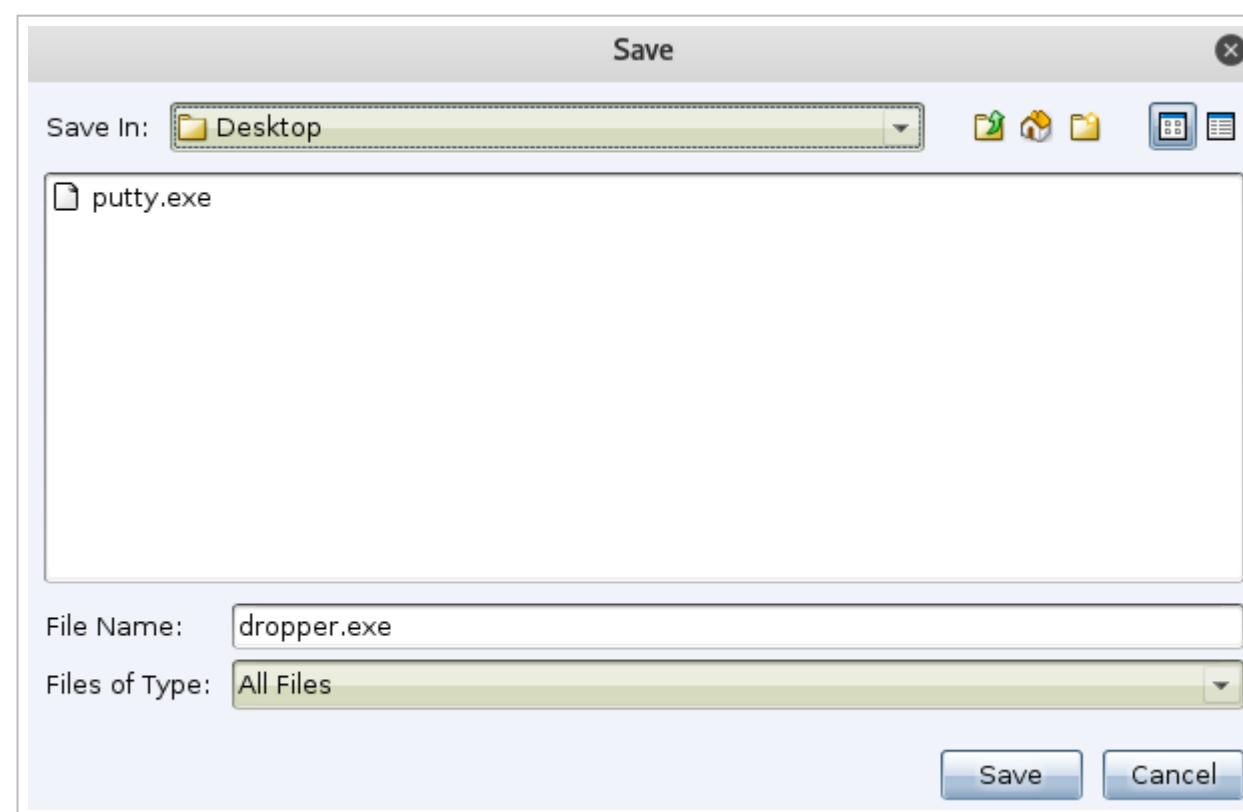 Save
Save In: Desktop
putty.exe
File Name: dropper.exe
Files of Type: All Files
Save Cancel